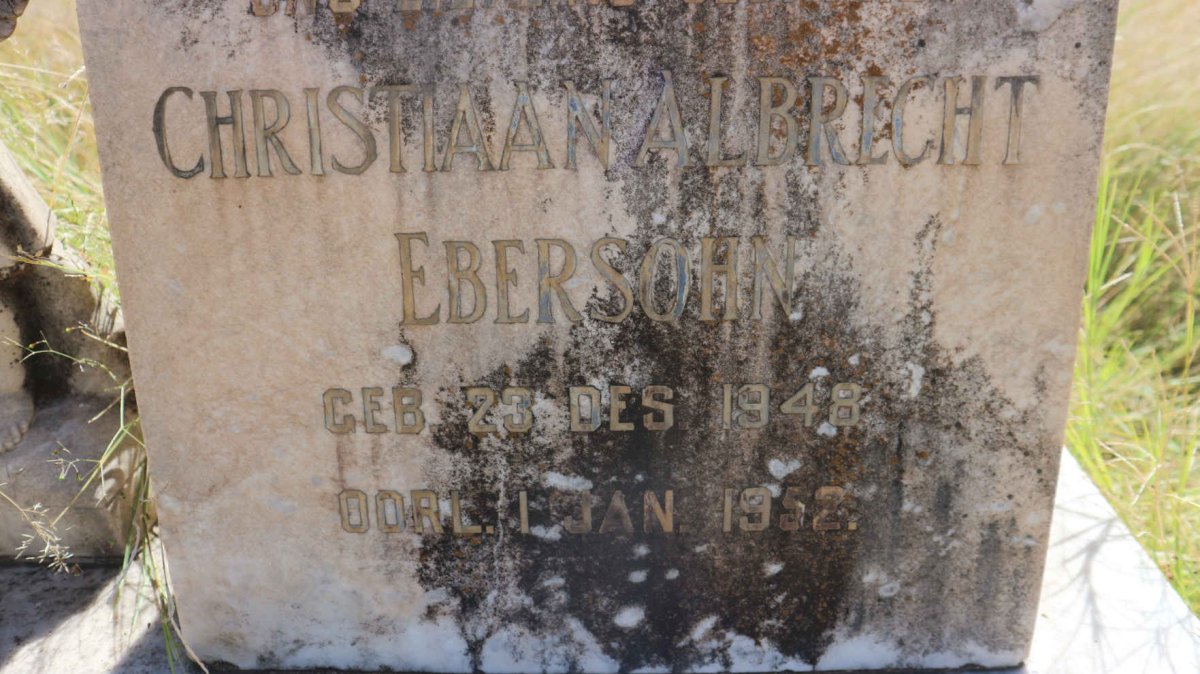 CHRISTIAAN ALBRECHT
EBERSOHN
GEB. 23 DES 1948
OORL. 1 JAN. 1952.